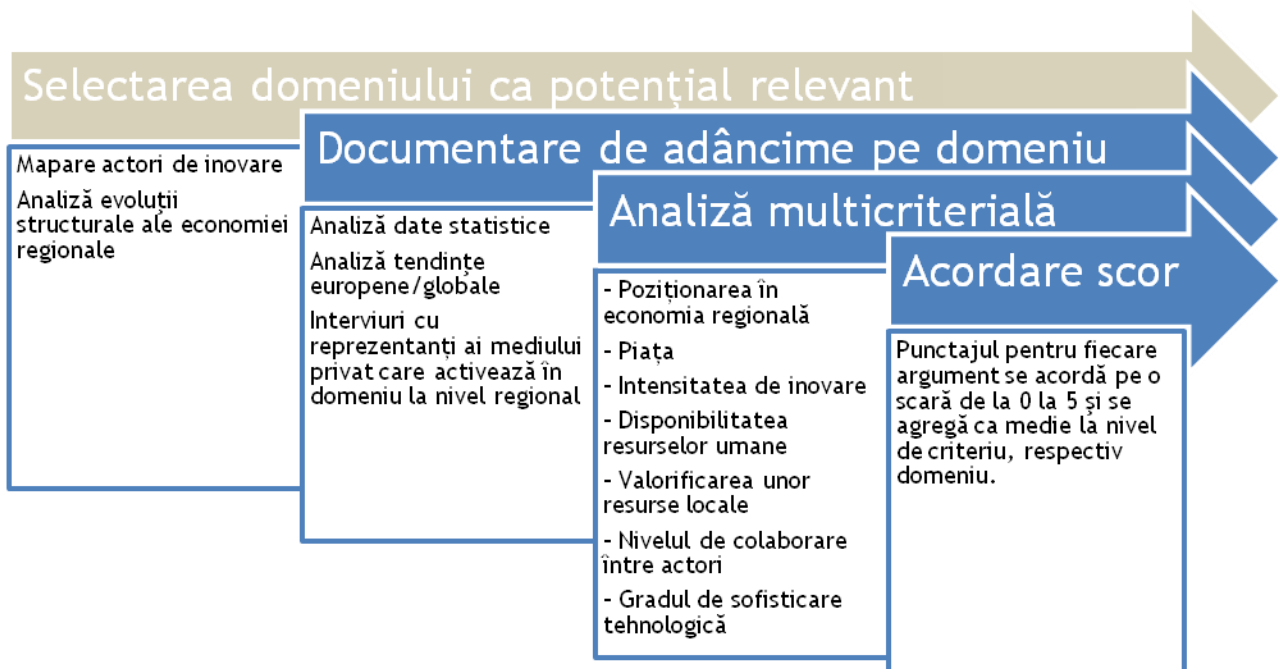 Selectarea domeniului ca potenţial relevant
Mapare actori de inovare
Analiză evoluţii
structurale ale economiei
regionale
Documentare de adâncime pe domeniu
Analiză date statistice
Analiză tendinţe
europene/globale
Interviuri cu
reprezentanți ai mediului
privat care activează în
domeniu la nivel regional
Analiză multicriterială
- Poziționarea în
economia regională
- Piața
- Intensitatea de inovare
- Disponibilitatea
resurselor umane
- Valorificarea unor
resurse locale
- Nivelul de colaborare
între actori
- Gradul de sofisticare
tehnologică
Acordare scor
Punctajul pentru fiecare
argument se acordă pe o
scară de la 0 la 5 şi se
agregă ca medie la nivel
de criteriu, respectiv
domeniu.